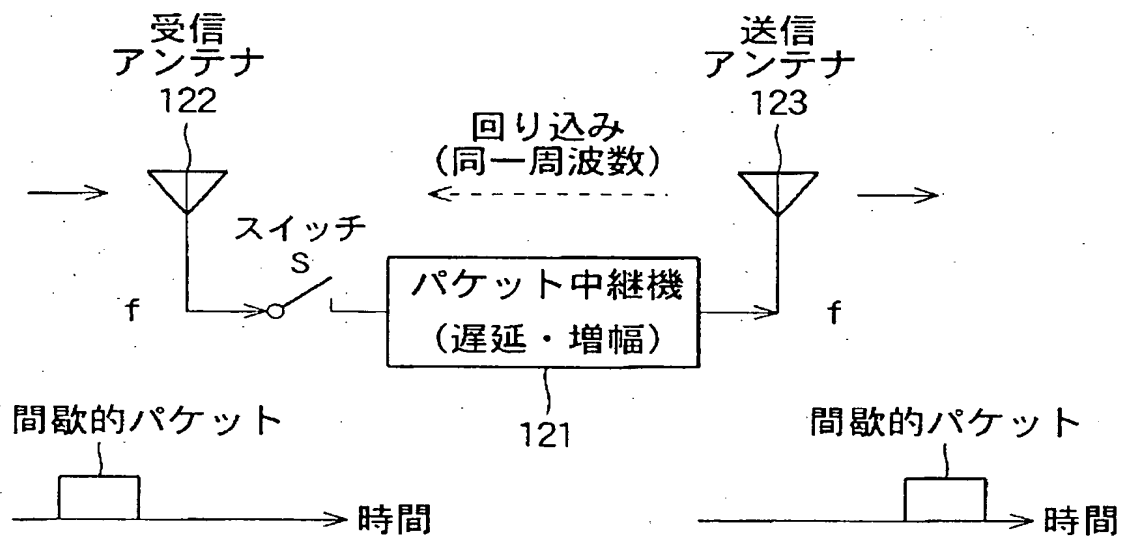 受信
アンテナ
122
送信
アンテナ
123
回り込み
(同一周波数)
スイッチ
S
パケット中継機
(遅延・増幅)
f
f
121
間歇的パケット
間歇的パケット
時間
時間